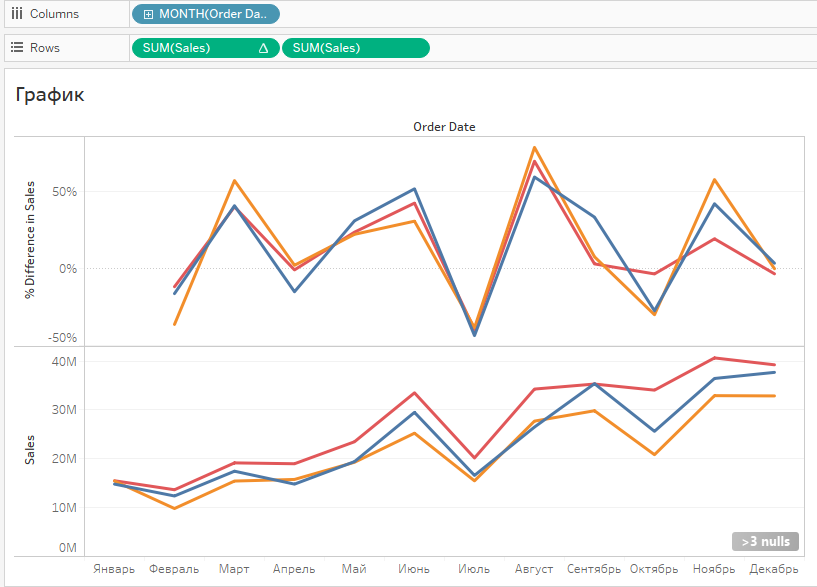 Columns MONTH(Order Da..
Rows SUM(Sales) Δ SUM(Sales)
График
Order Date
% Difference in Sales
50%
0%
-50%
Sales
40M
30M
20M
10M
0M
>3 nulls
Январь Февраль Март Апрель Май Июнь Июль Август Сентябрь Октябрь Ноябрь Декабрь